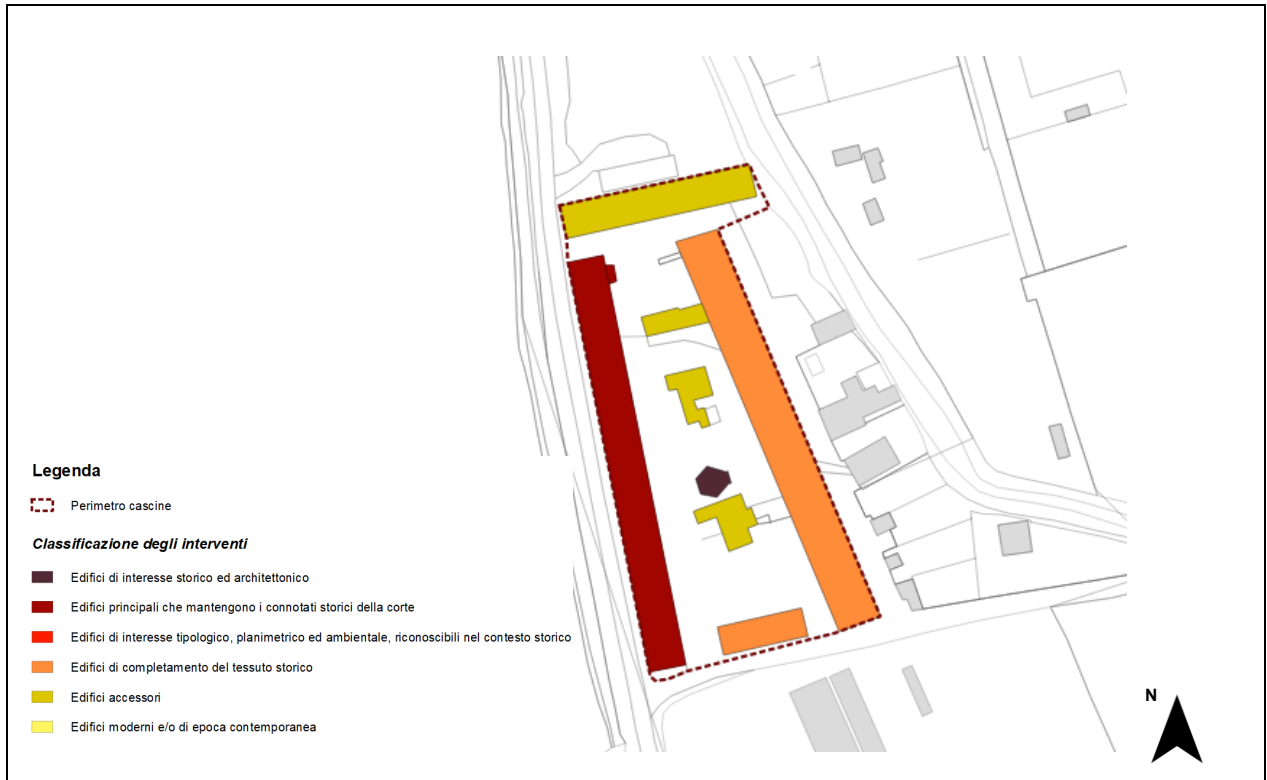 Legenda
Perimetro cascine
Classificazione degli interventi
Edifici di interesse storico ed architettonico
Edifici principali che mantengono i connotati storici della corte
Edifici di interesse tipologico, planimetrico ed ambientale, riconoscibili nel contesto storico
Edifici di completamento del tessuto storico
Edifici accessori
Edifici moderni e/o di epoca contemporanea
N